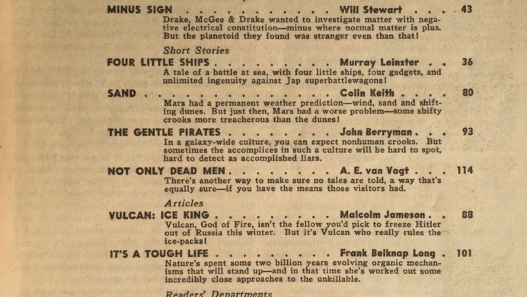 MINUS SIGN . . . . . . . . . . Will Stewart . . 43
Drake, McGee & Drake wanted to investigate matter with nega-
tive electrical constitution—minus where normal matter is plus.
But the planetoid they found was stranger even than that!
Short Stories
FOUR LITTLE SHIPS . . . . . . . . Murray Leinster . . . 36
A tale of a battle at sea, with four little ships, four gadgets, and
unlimited ingenuity against Jap superbattlewagons!
SAND . . . . . . . . . . . . . Colin Keith . . . 80
Mars had a permanent weather prediction—wind, sand and shift-
ing dunes. But just then, Mars had a worse problem—some shifty
crooks more treacherous than the dunes!
THE GENTLE PIRATES . . . . . . . John Berryman . . . 93
In a galaxy-wide culture, you can expect nonhuman crooks. But
sometimes the accomplices in such a culture will be hard to spot,
hard to detect as accomplished liars.
NOT ONLY DEAD MEN . . . . . . . . A. E. van Vogt . . . 114
There's another way to make sure no tales are told, a way that's
equally sure—if you have the means those visitors had.
Articles
VULCAN: ICE KING . . . . . . . . Malcolm Jameson . . 88
Vulcan, God of Fire, isn't the fellow you'd pick to freeze Hitler
out of Russia this winter. But it's Vulcan who really rules the
ice-packs!
IT'S A TOUGH LIFE . . . . . . . . Frank Belknap Long . 101
Nature's spent some two billion years evolving organic mechan-
isms that will stand up—and in that time she's worked out some
incredibly close approaches to the unkillable.
Readers' Departments